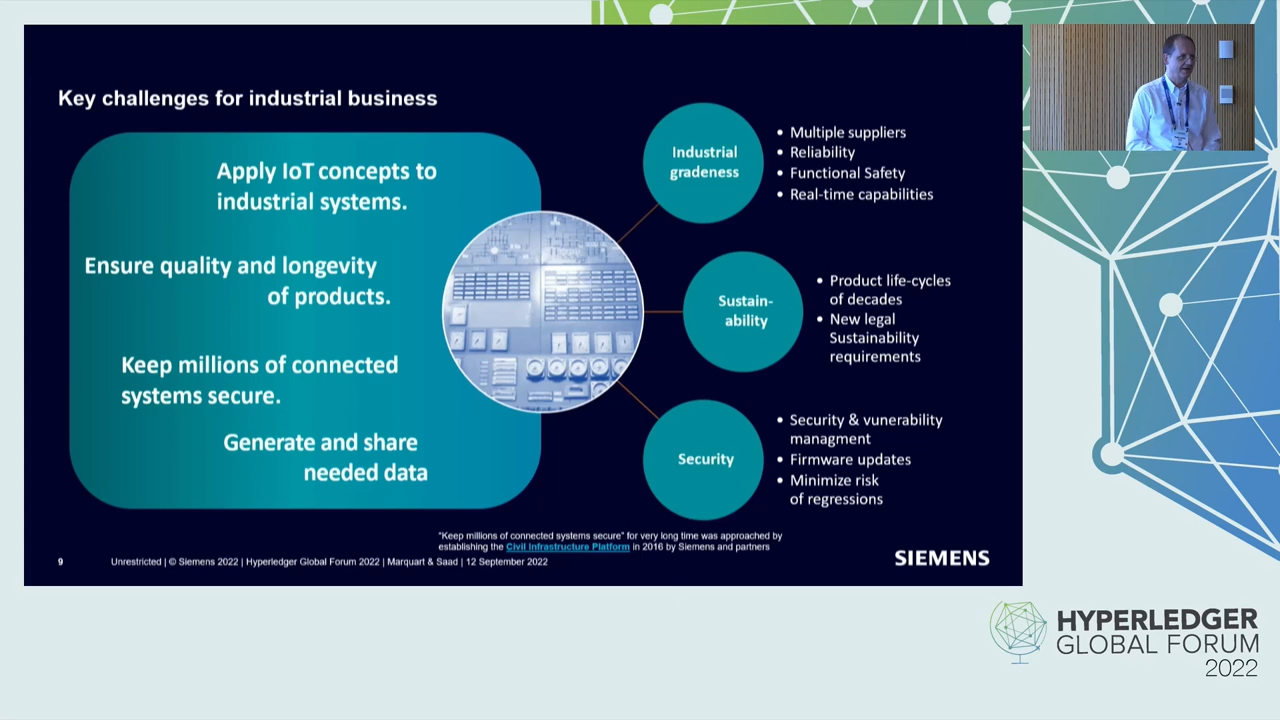 Key challenges for industrial business
Apply IoT concepts to
industrial systems.
Ensure quality and longevity
of products.
Keep millions of connected
systems secure.
Generate and share
needed data
Industrial
gradeness
• Multiple suppliers
• Reliability
• Functional Safety
• Real-time capabilities
Sustain-
ability
• Product life-cycles
of decades
• New legal
Sustainability
requirements
Security
• Security & vunerability
managment
• Firmware updates
• Minimize risk
of regressions
"Keep millions of connected systems secure" for very long time was approached by
establishing the Civil Infrastructure Platform in 2016 by Siemens and partners
9 Unrestricted | © Siemens 2022 | Hyperledger Global Forum 2022 | Marquart & Saad | 12 September 2022
SIEMENS
HYPERLEDGER
GLOBAL FORUM
2022